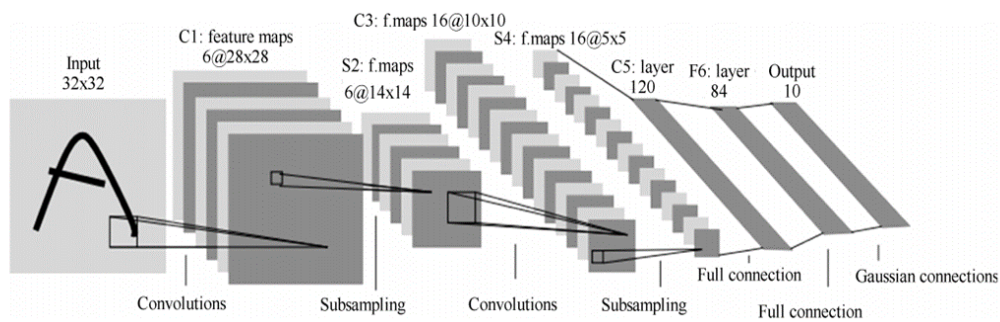 Input
32x32
C1: feature maps
6@28x28
S2: f.maps
6@14x14
C3: f.maps 16@10x10
S4: f.maps 16@5x5
C5: layer
120
F6: layer
84
Output
10
Convolutions
Subsampling
Convolutions
Subsampling
Full connection
Full connection
Gaussian connections
A